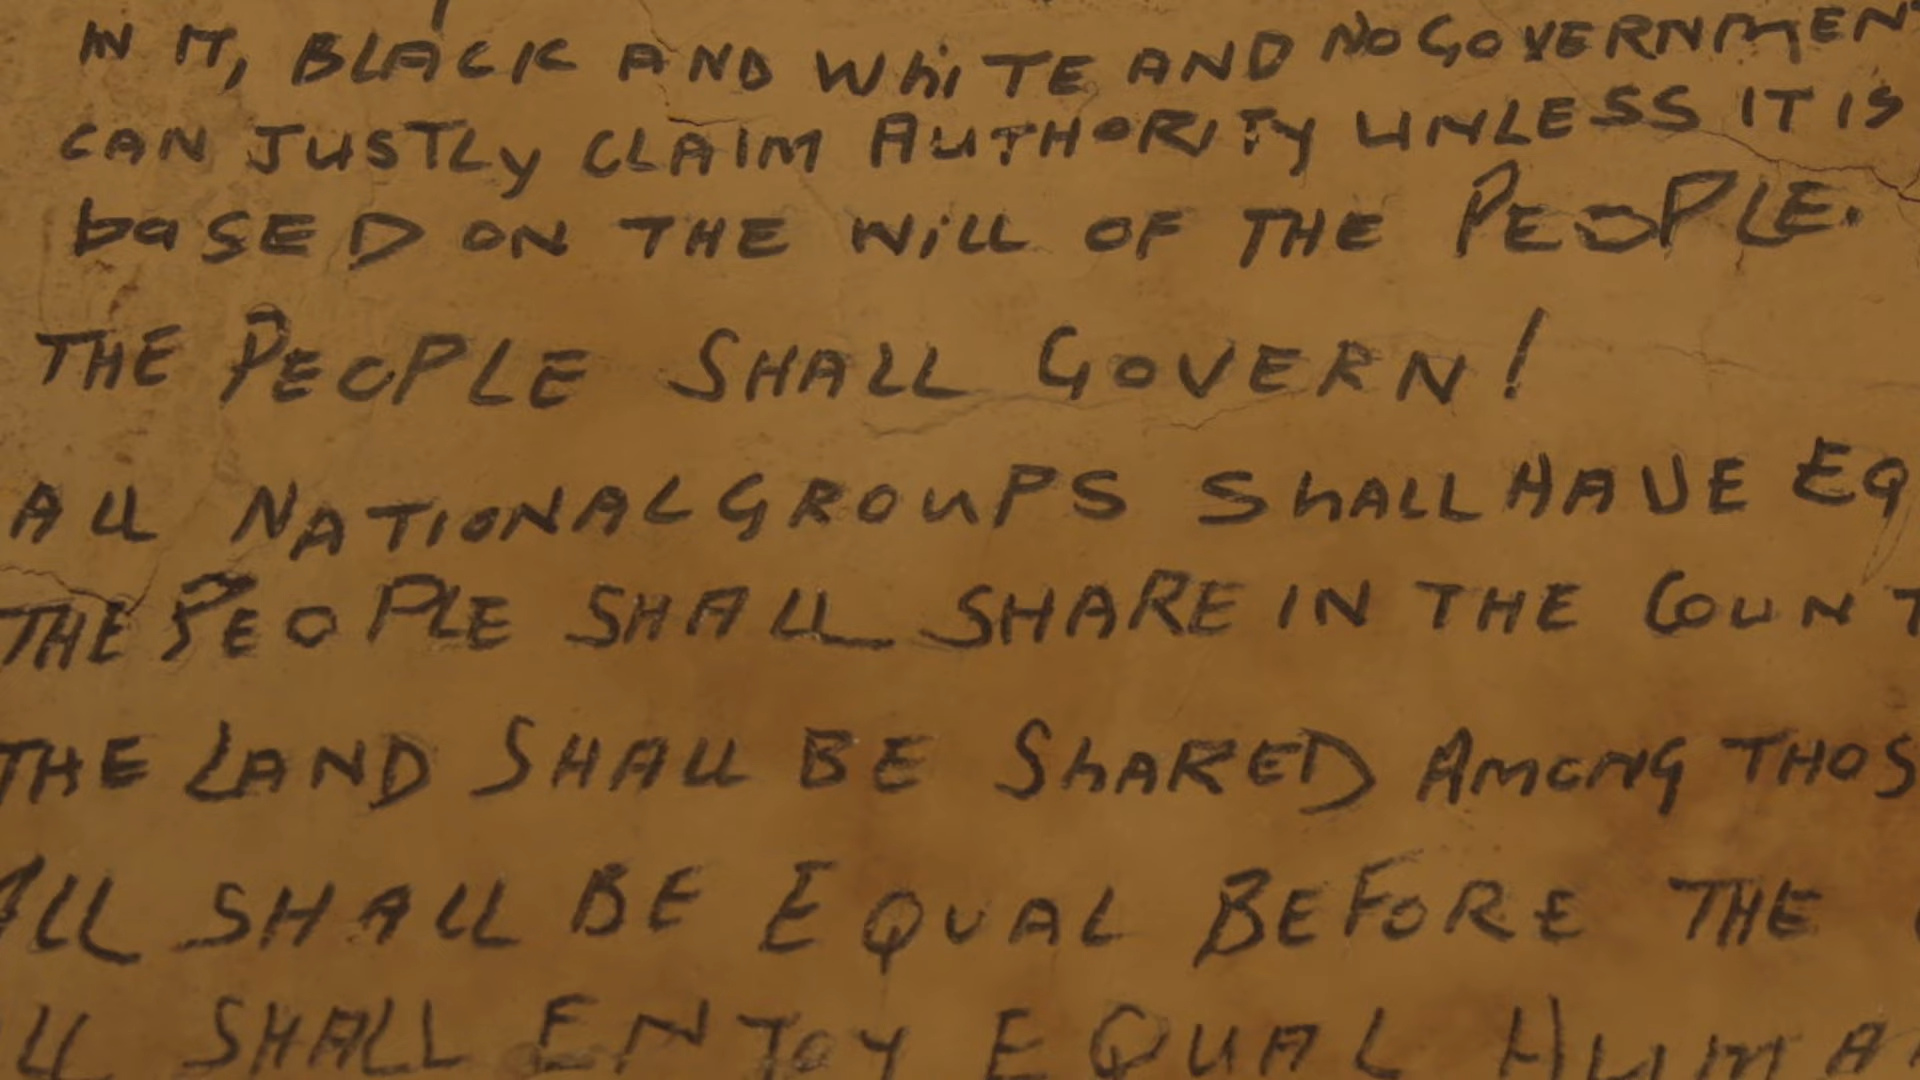 IN IT, BLACK AND WhiTE AND NO GOVERNMENT
CAN JUSTLy CLAIM AUTHORITY UNLESS IT IS
baSED ON THE WiLL OF THE PEOPLE.
THE PEOPLE SHALL GOVERN!
ALL NATIONAL GROUPS ShALL HAVE EQ
THE PEOPLE SHALL SHARE IN THE COUNT
THE LAND SHALL BE ShARED AMONG THOS
ALL SHALL BE EQUAL BEFORE THE
LL SHALL ENJOY EQUAL HUMA